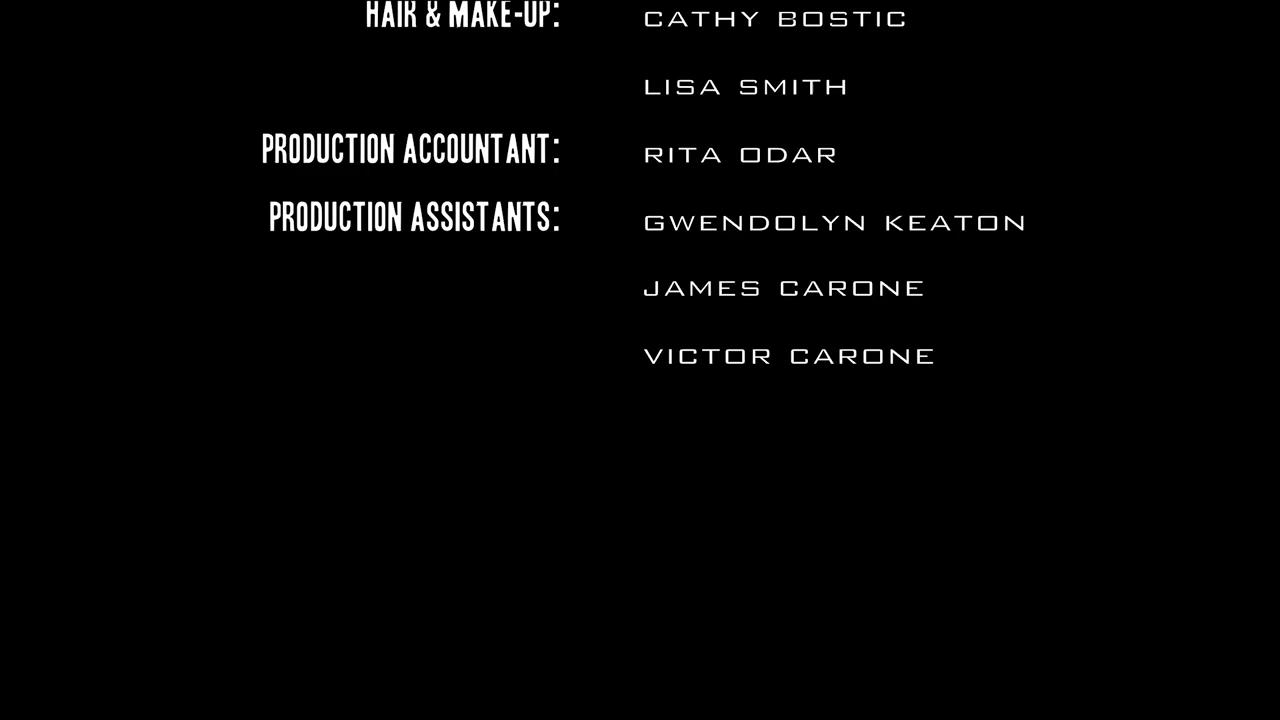 HAIR & MAKE-UP: CATHY BOSTIC
LISA SMITH
PRODUCTION ACCOUNTANT: RITA ODAR
PRODUCTION ASSISTANTS: GWENDOLYN KEATON
JAMES CARONE
VICTOR CARONE